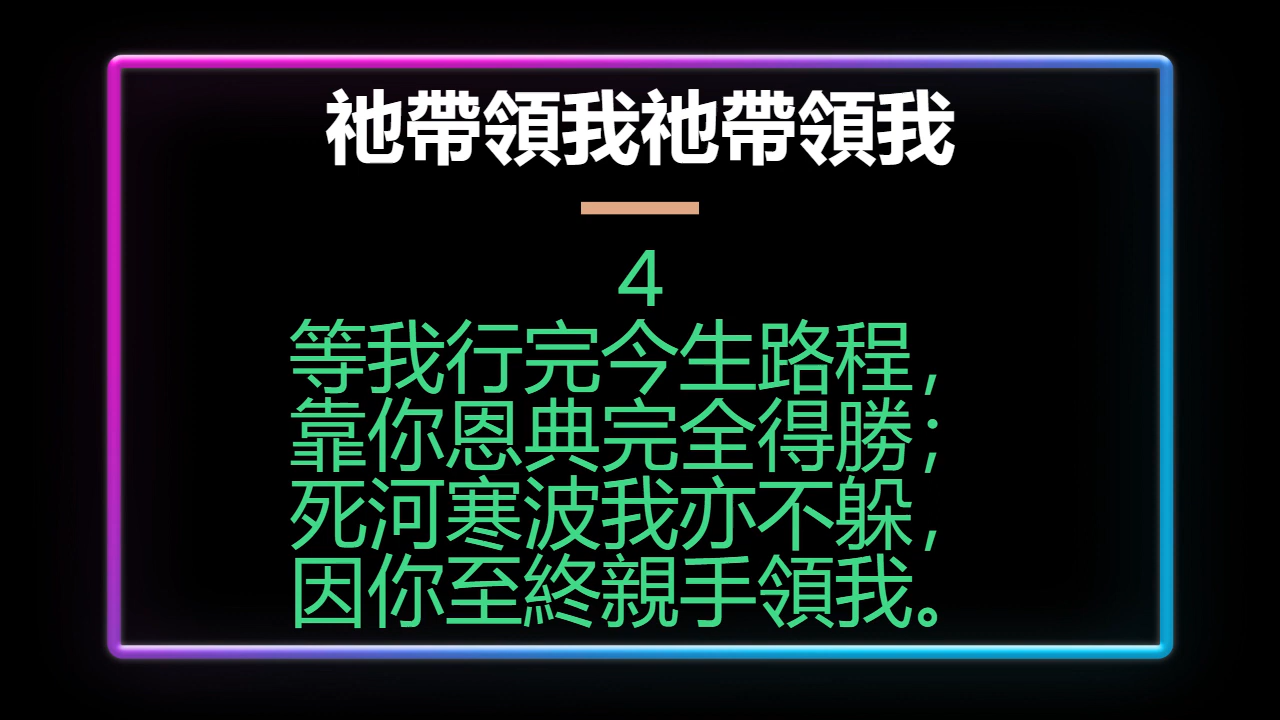 祂帶領我祂帶領我
4
等我行完今生路程，
靠你恩典完全得勝；
死河寒波我亦不躲，
因你至終親手領我。